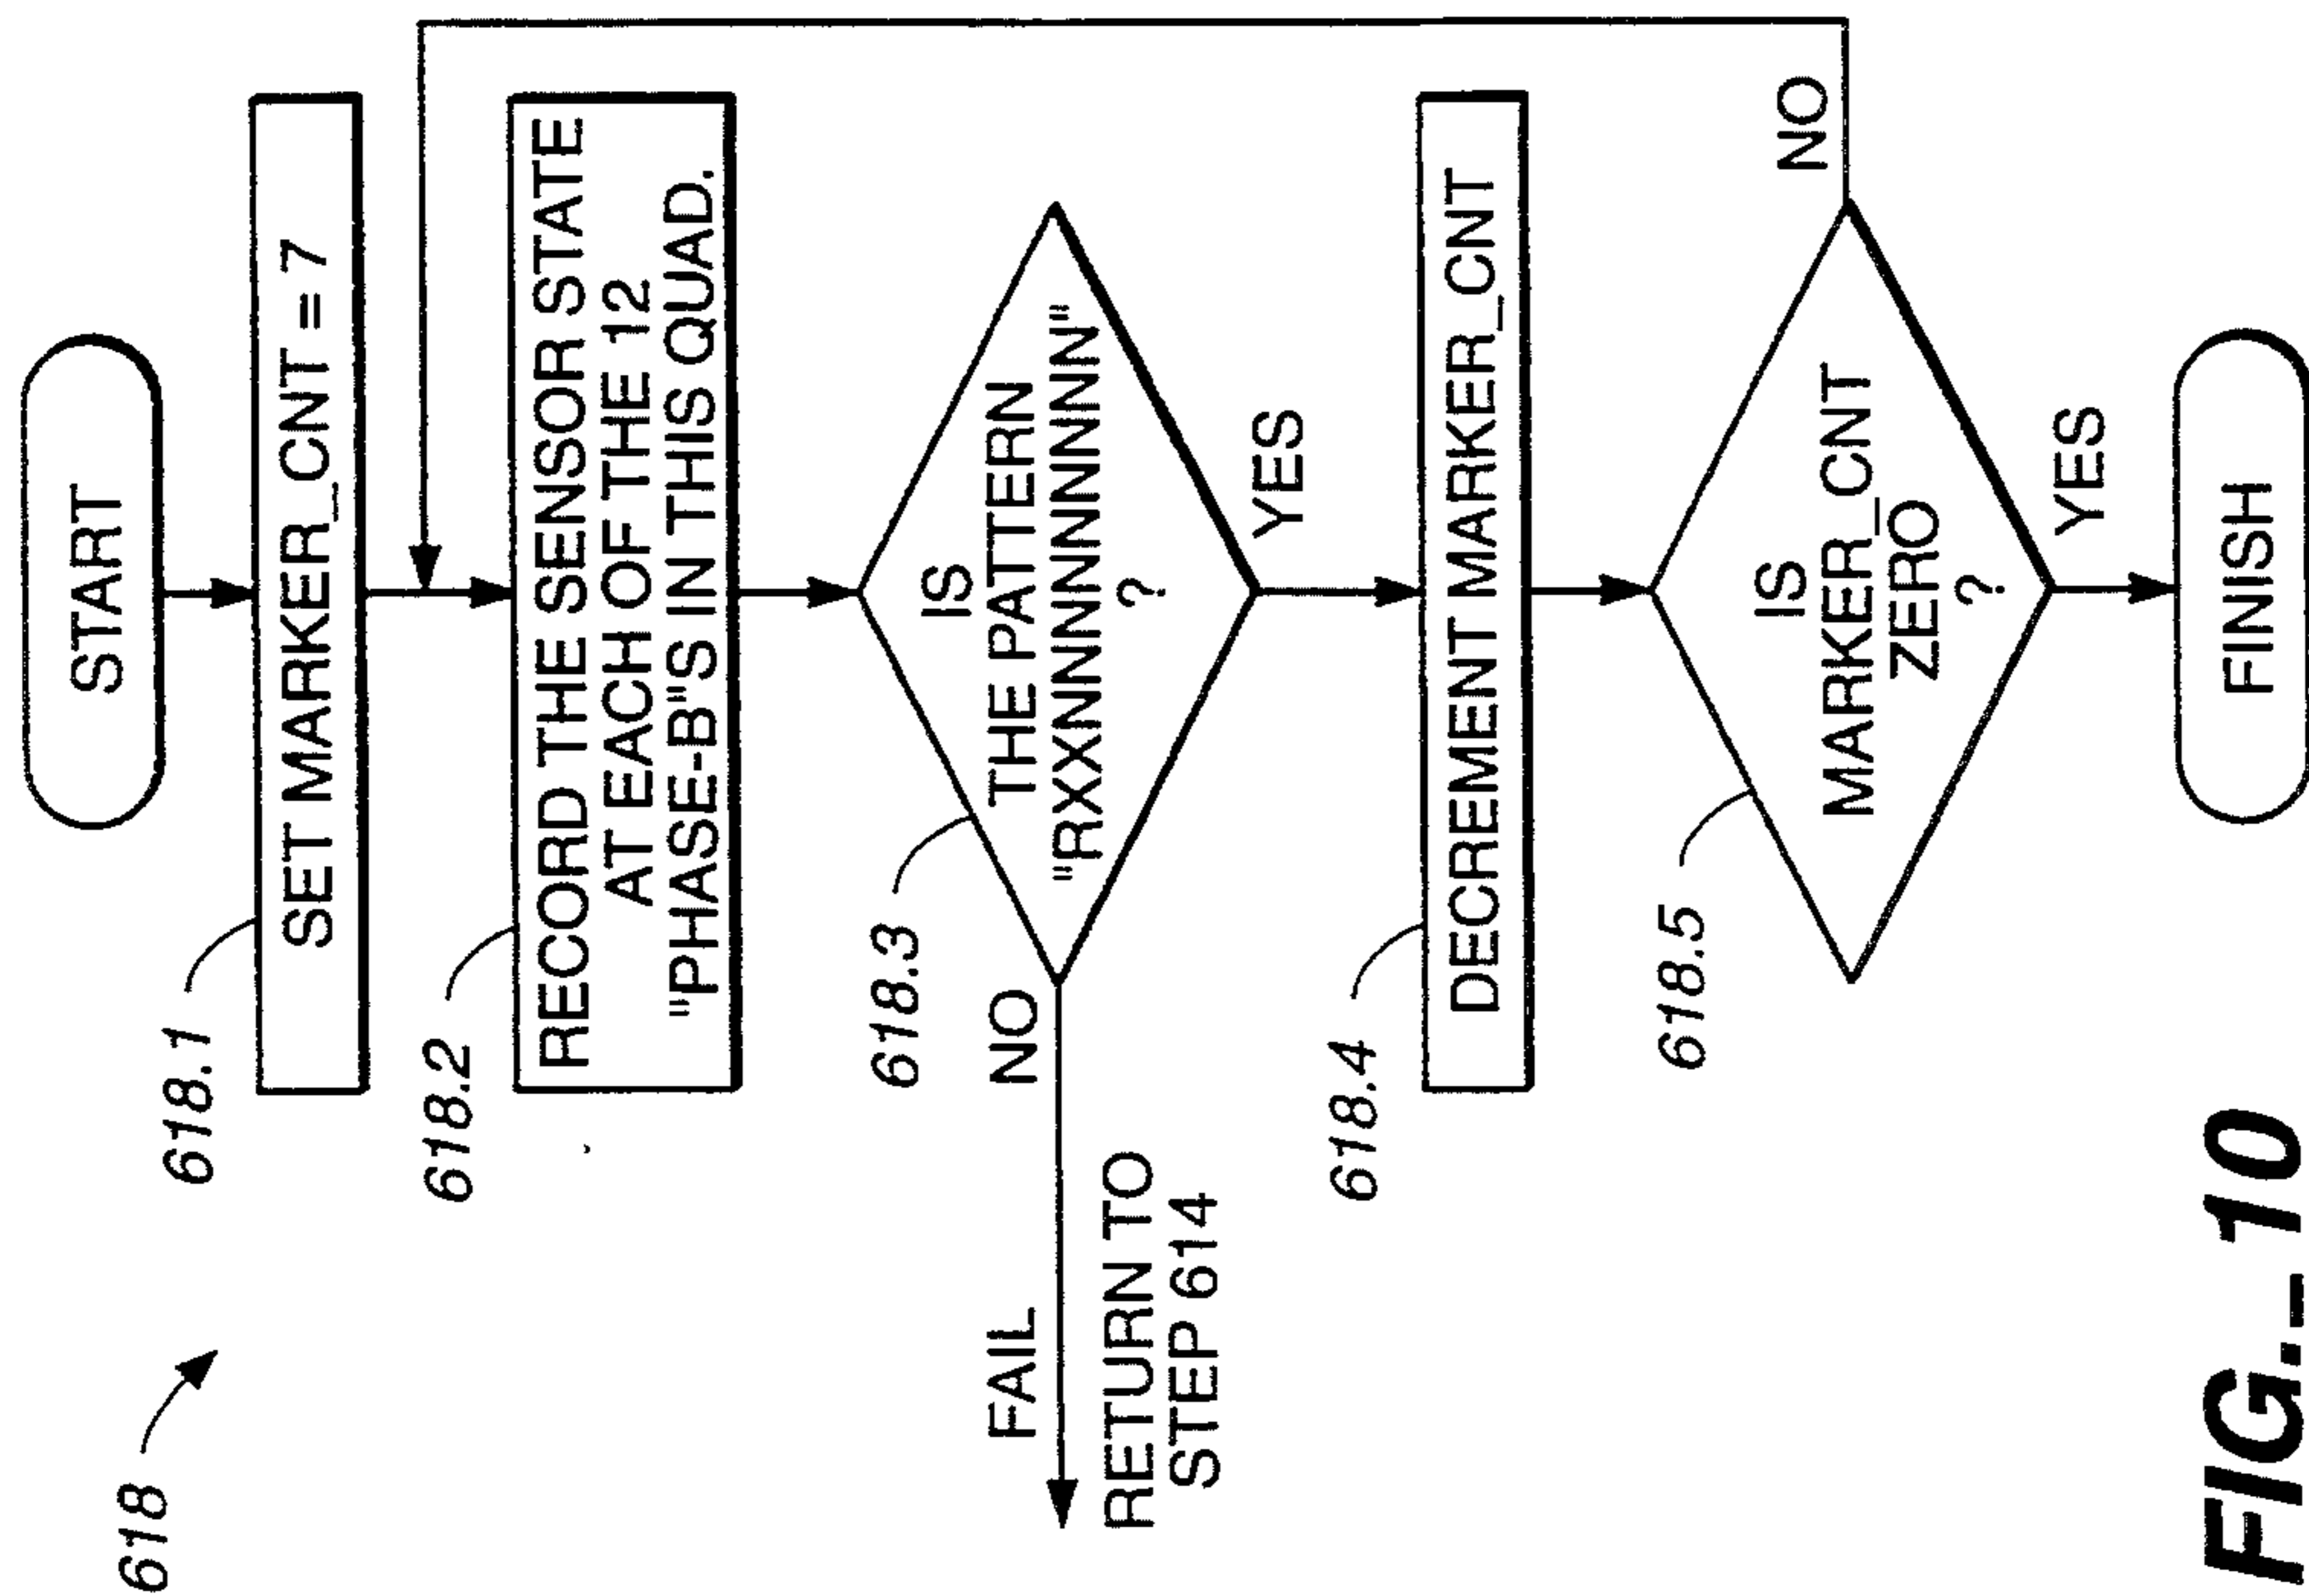 618
START
618.1
SET MARKER_CNT = 7
618.2
RECORD THE SENSOR STATE
AT EACH OF THE 12
"PHASE-B"S IN THIS QUAD.
618.3
IS
THE PATTERN
"RXXNNNNNNNNN"
?
NO
FAIL
RETURN TO
STEP 614
YES
618.4
DECREMENT MARKER_CNT
618.5
IS
MARKER_CNT
ZERO
?
NO
YES
FINISH
FIG._10